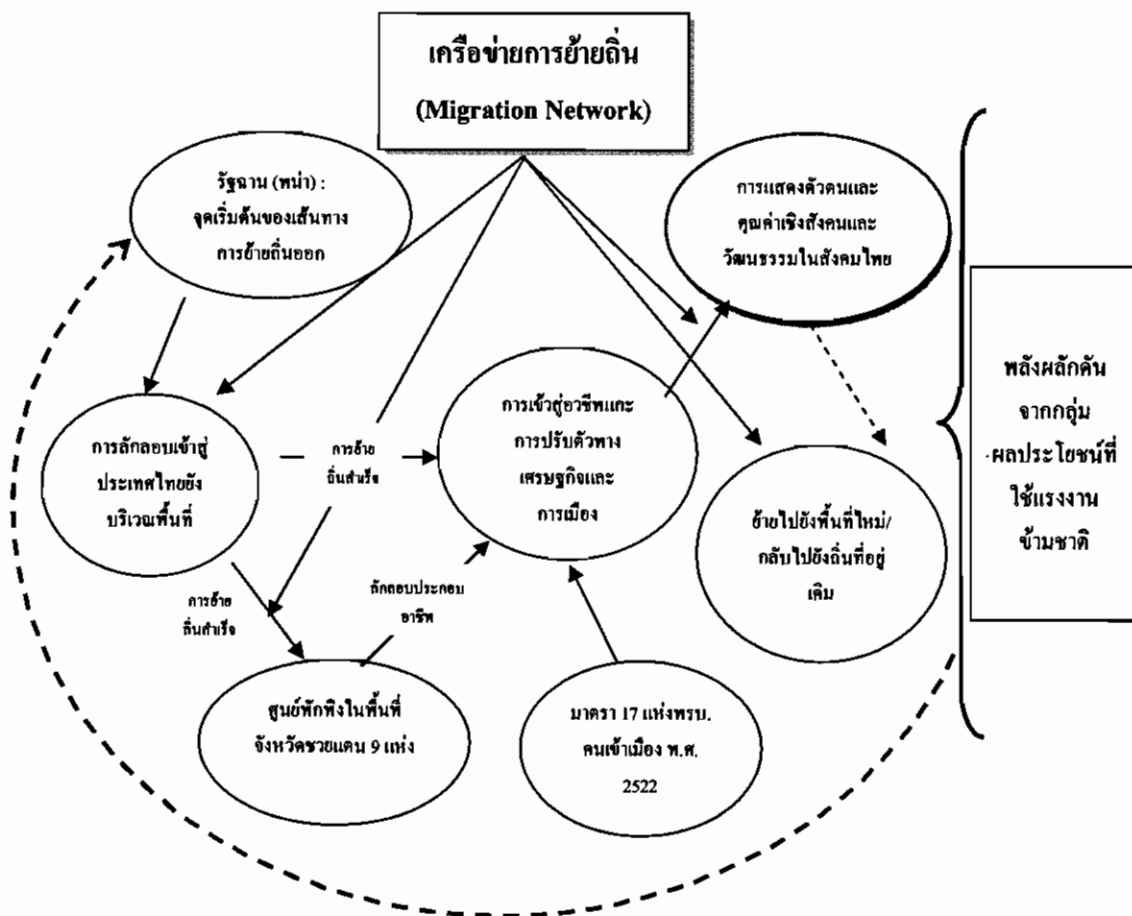 เครือข่ายการย้ายถิ่น
(Migration Network)
รัฐฉาน (พม่า) :
จุดเริ่มต้นของเส้นทาง
การย้ายถิ่นออก
การแสดงตัวตนและ
คุณค่าเชิงสังคมและ
วัฒนธรรมในสังคมไทย
การลักลอบเข้าสู่
ประเทศไทยยัง
บริเวณพื้นที่
การย้าย
ถิ่นสำเร็จ
การเข้าสู่อาชีพและ
การปรับตัวทาง
เศรษฐกิจและ
การเมือง
ย้ายไปยังพื้นที่ใหม่/
กลับไปยังถิ่นที่อยู่
เดิม
พลังผลักดัน
จากกลุ่ม
ผลประโยชน์ที่
ใช้แรงงาน
ข้ามชาติ
การย้าย
ถิ่นสำเร็จ
ลักลอบประกอบ
อาชีพ
ศูนย์พักพิงในพื้นที่
จังหวัดชายแดน 9 แห่ง
มาตรา 17 แห่งพรบ.
คนเข้าเมือง พ.ศ.
2522